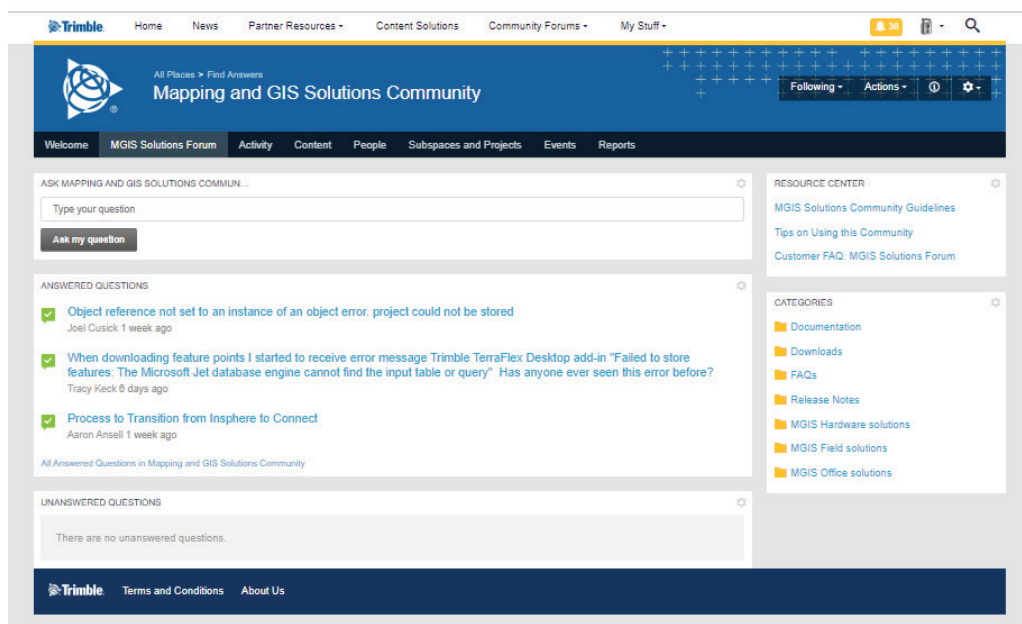 Trimble. Home News Partner Resources Content Solutions Community Forums My Stuff 38
All Places > Find Answers
Mapping and GIS Solutions Community
Following Actions
Welcome MGIS Solutions Forum Activity Content People Subspaces and Projects Events Reports
ASK MAPPING AND GIS SOLUTIONS COMMUN...
Type your question
Ask my question
ANSWERED QUESTIONS
Object reference not set to an instance of an object error. project could not be stored
Joel Cusick 1 week ago
When downloading feature points I started to receive error message Trimble TerraFlex Desktop add-in "Failed to store
features: The Microsoft Jet database engine cannot find the input table or query" Has anyone ever seen this error before?
Tracy Keck 6 days ago
Process to Transition from Insphere to Connect
Aaron Ansell 1 week ago
All Answered Questions in Mapping and GIS Solutions Community
UNANSWERED QUESTIONS
There are no unanswered questions.
RESOURCE CENTER
MGIS Solutions Community Guidelines
Tips on Using this Community
Customer FAQ: MGIS Solutions Forum
CATEGORIES
Documentation
Downloads
FAQs
Release Notes
MGIS Hardware solutions
MGIS Field solutions
MGIS Office solutions
Trimble. Terms and Conditions About Us